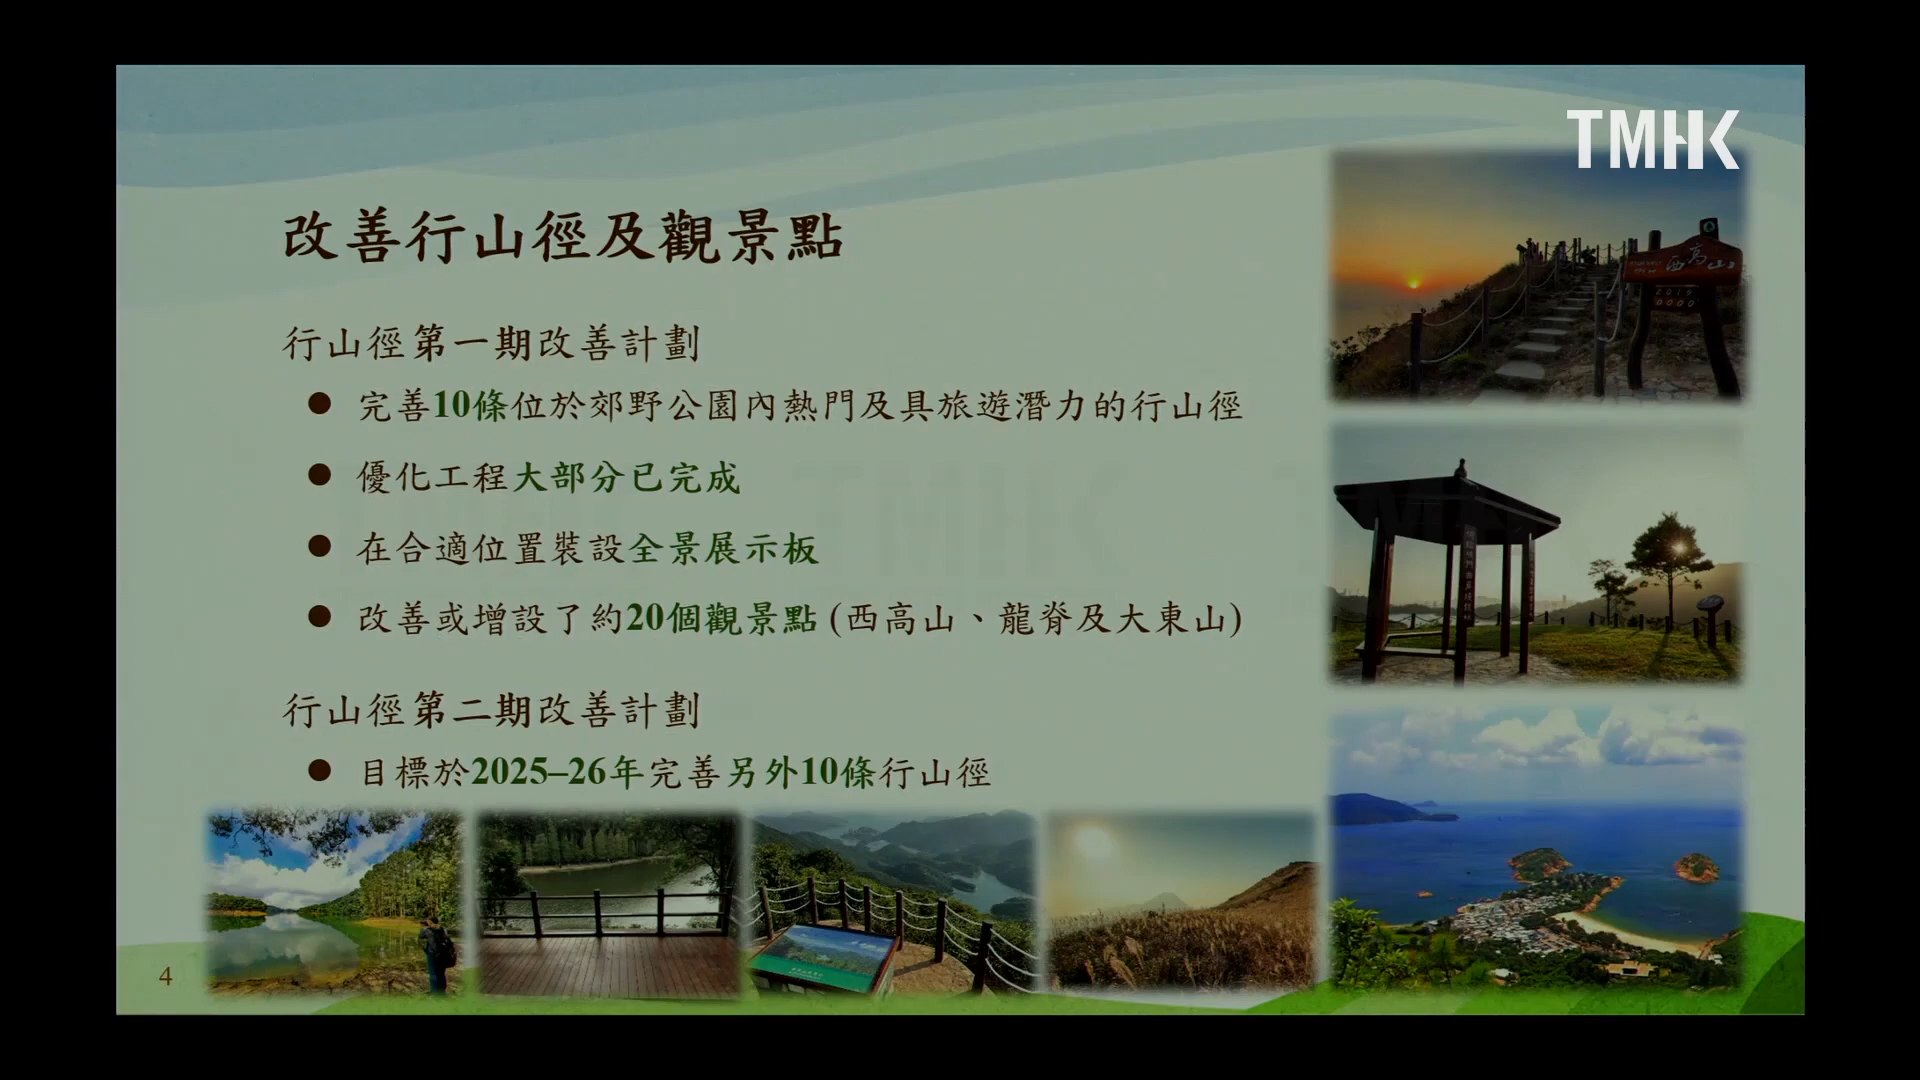 TMHK
改善行山徑及觀景點
行山徑第一期改善計劃
完善10條位於郊野公園內熱門及具旅遊潛力的行山徑
優化工程大部分已完成
在合適位置裝設全景展示板
改善或增設了約20個觀景點 (西高山、龍脊及大東山)
行山徑第二期改善計劃
目標於2025–26年完善另外10條行山徑
4
西高山
TMHK